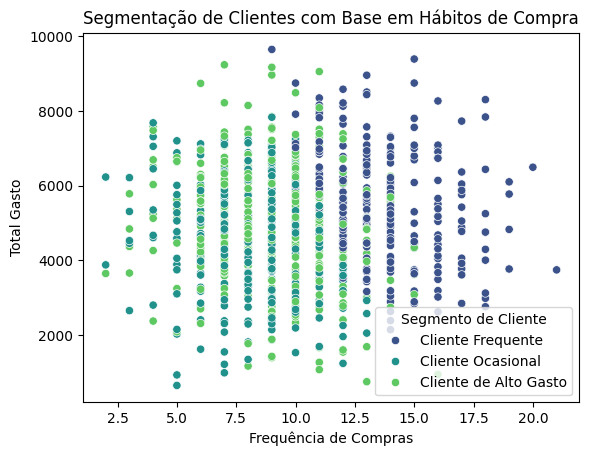 Segmentação de Clientes com Base em Hábitos de Compra
10000
8000
6000
4000
2000
Total Gasto
Segmento de Cliente
Cliente Frequente
Cliente Ocasional
Cliente de Alto Gasto
2.5 5.0 7.5 10.0 12.5 15.0 17.5 20.0
Frequência de Compras